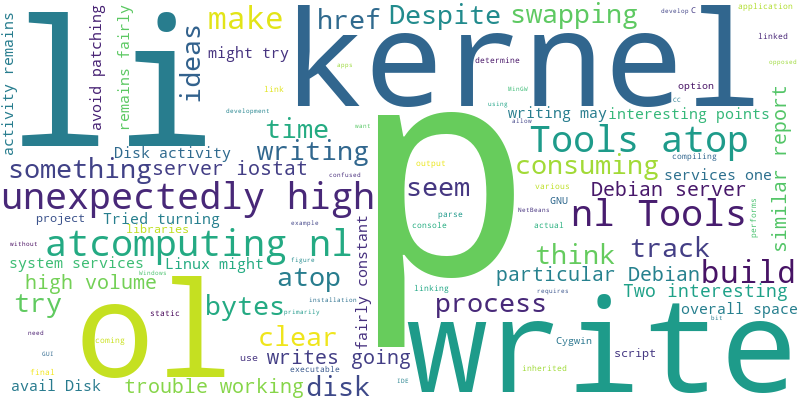 li
kernel
p
write
ol
unexpectedly high
atcomputing nl
nl Tools
Tools atop
build
make
href
Despite
swapping
ideas
might try
avoid patching
remains fairly
activity remains
time
writing
Disk activity
something
server iostat
seem
consuming
writing may
interesting points
services one
Debian server
similar report
determine
option
linked
develop
C
application
opposed
apps
link
development
want
MinGW
using
allow
cc
compiling
output
various
confused
GNU
parse
console
NetBeans
actual
performs
project
Tried turning
libraries
without
example
system services
Linux might
Windows
figure
high volume
atop
think
track
particular Debian
Two interesting
overall space
linking
installation
requires
primarily
process
try
bytes
static
clear
fairly constant
coming
need
GUI
final
use
writes going
executable
Cygwin
script
bit
inherited
IDE
avail Disk
trouble working
disk